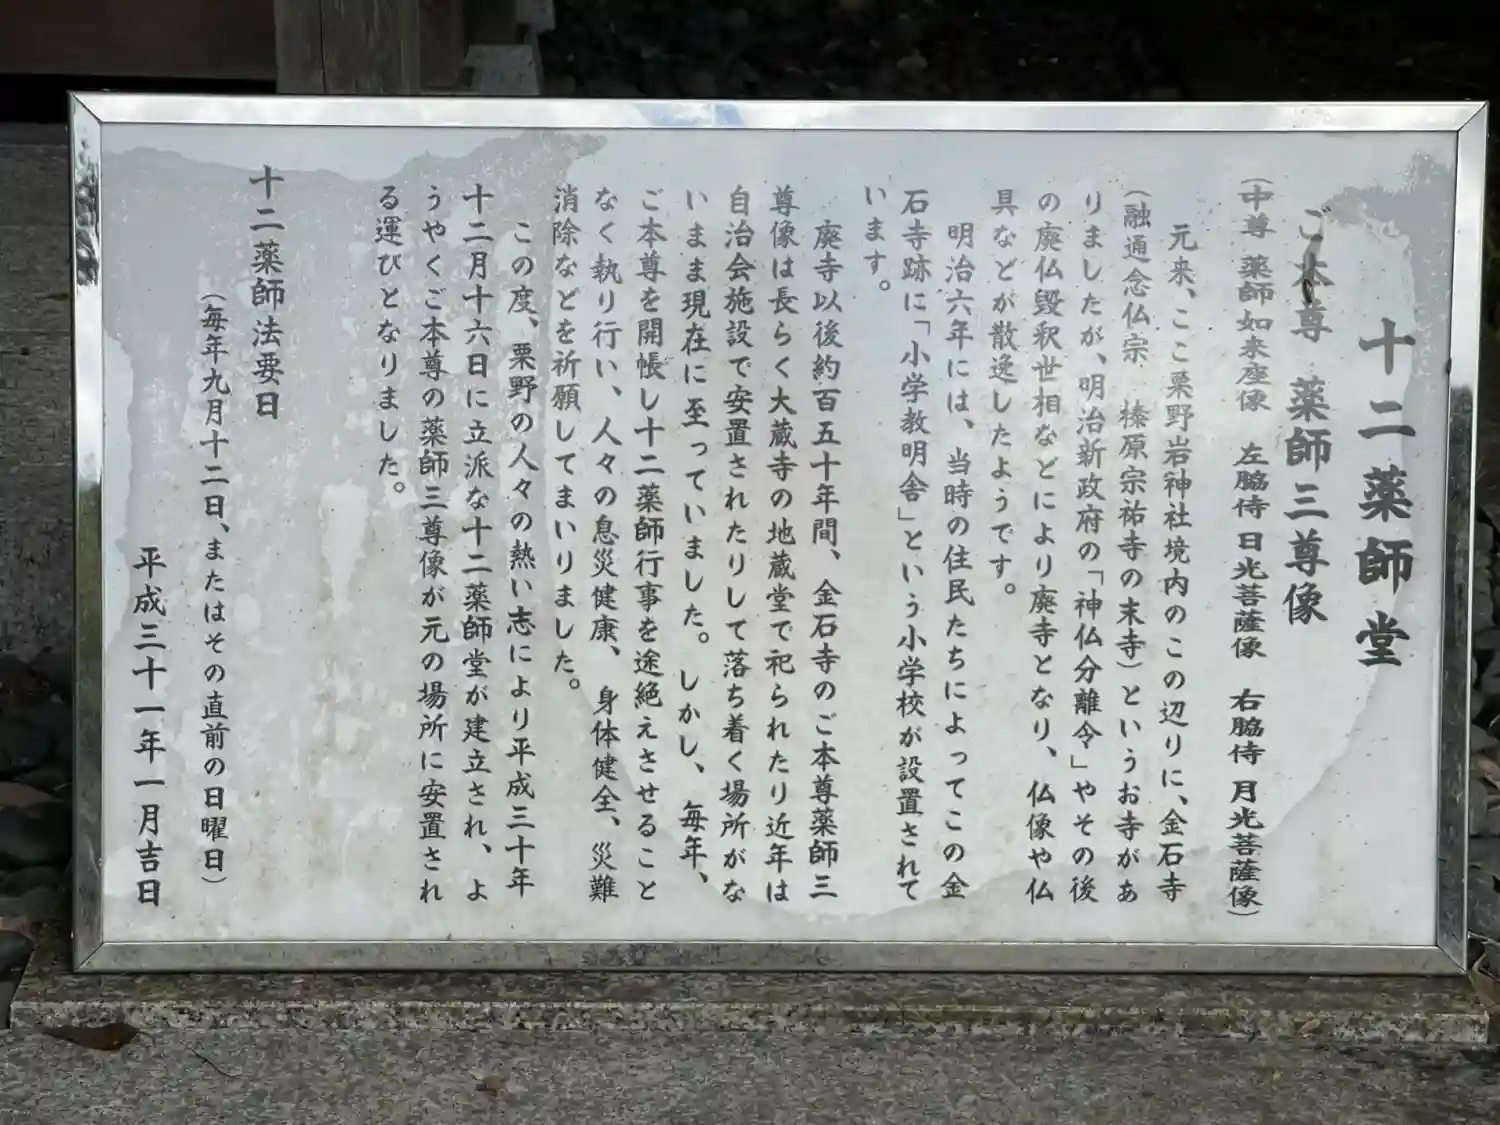 十二薬師堂
ご本尊　薬師三尊像
（中尊 薬師如来座像　左脇侍 日光菩薩像　右脇侍 月光菩薩像）
元来、ここ栗野岩神社境内のこの辺りに、金石寺
（融通念仏宗　榛原宗祐寺の末寺）というお寺があ
りましたが、明治新政府の「神仏分離令」やその後
の廃仏毀釈世相などにより廃寺となり、仏像や仏
具などが散逸したようです。
明治六年には、当時の住民たちによってこの金
石寺跡に「小学教明舎」という小学校が設置されて
います。
廃寺以後約百五十年間、金石寺のご本尊薬師三
尊像は長らく大蔵寺の地蔵堂で祀られたり近年は
自治会施設で安置されたりして落ち着く場所がな
いまま現在に至っていました。しかし、毎年、
ご本尊を開帳し十二薬師行事を途絶えさせること
なく執り行い、人々の息災健康、身体健全、災難
消除などを祈願してまいりました。
この度、栗野の人々の熱い志により平成三十年
十二月十六日に立派な十二薬師堂が建立され、よ
うやくご本尊の薬師三尊像が元の場所に安置され
る運びとなりました。
十二薬師法要日
（毎年九月十二日、またはその直前の日曜日）
平成三十一年一月吉日